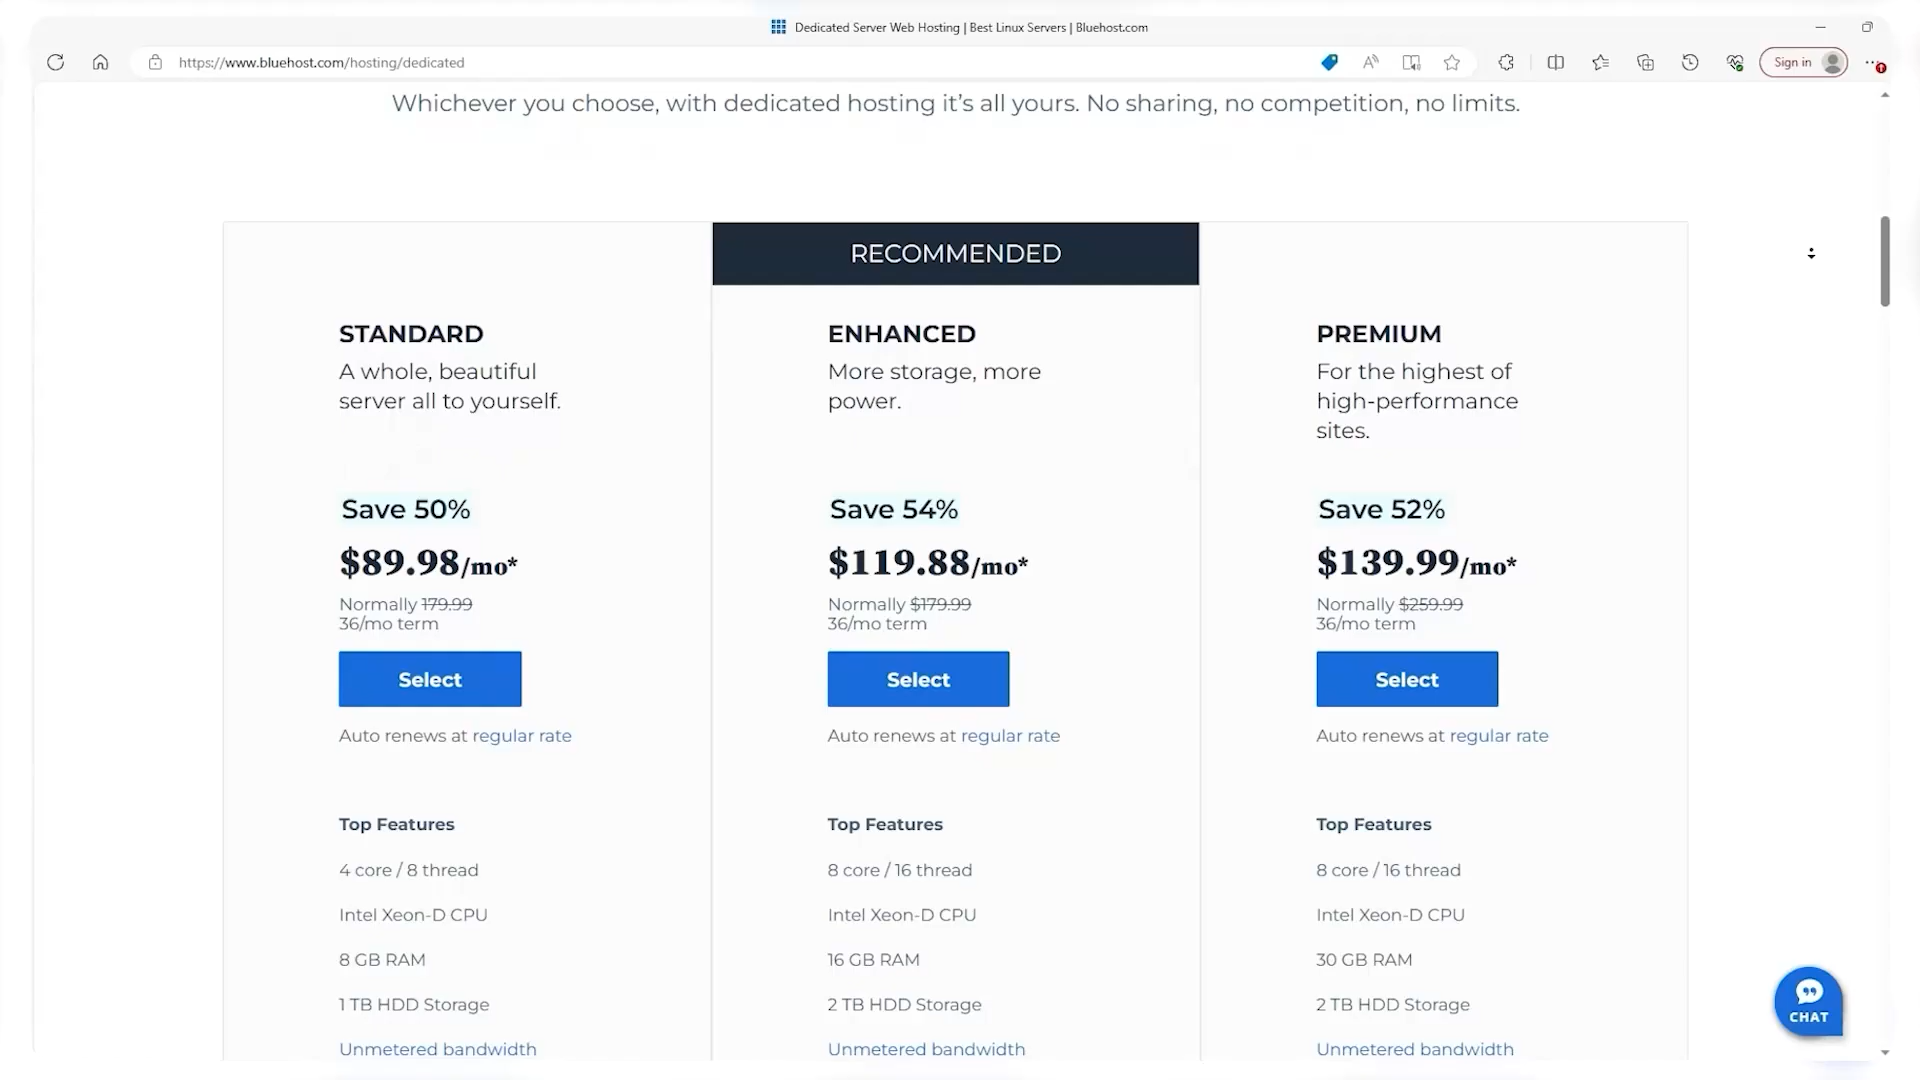 Dedicated Server Web Hosting | Best Linux Servers | Bluehost.com
https://www.bluehost.com/hosting/dedicated
Sign in
Whichever you choose, with dedicated hosting it’s all yours. No sharing, no competition, no limits.
RECOMMENDED
STANDARD
A whole, beautiful
server all to yourself.
Save 50%
$89.98/mo*
Normally 179.99
36/mo term
Select
Auto renews at regular rate
Top Features
4 core / 8 thread
Intel Xeon-D CPU
8 GB RAM
1 TB HDD Storage
Unmetered bandwidth
ENHANCED
More storage, more
power.
Save 54%
$119.88/mo*
Normally $179.99
36/mo term
Select
Auto renews at regular rate
Top Features
8 core / 16 thread
Intel Xeon-D CPU
16 GB RAM
2 TB HDD Storage
Unmetered bandwidth
PREMIUM
For the highest of
high-performance
sites.
Save 52%
$139.99/mo*
Normally $259.99
36/mo term
Select
Auto renews at regular rate
Top Features
8 core / 16 thread
Intel Xeon-D CPU
30 GB RAM
2 TB HDD Storage
Unmetered bandwidth
CHAT